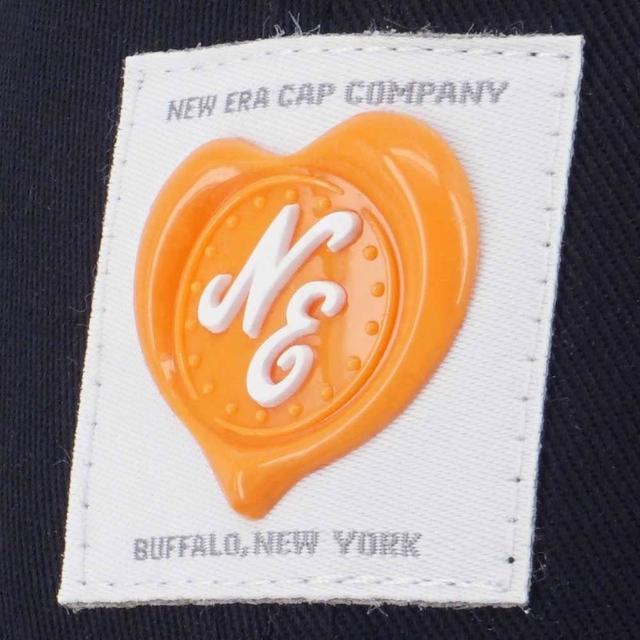 NEW ERA CAP COMPANY
NE
BUFFALO, NEW YORK